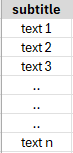 subtitle
text 1
text 2
text 3
..
..
..
text n